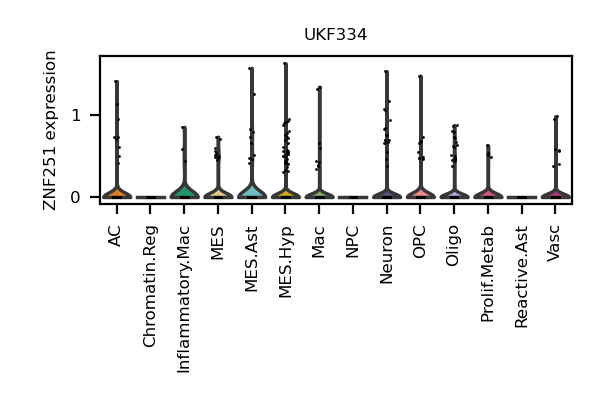 UKF334
ZNF251 expression
1
0
AC
Chromatin.Reg
Inflammatory.Mac
MES
MES.Ast
MES.Hyp
Mac
NPC
Neuron
OPC
Oligo
Prolif.Metab
Reactive.Ast
Vasc